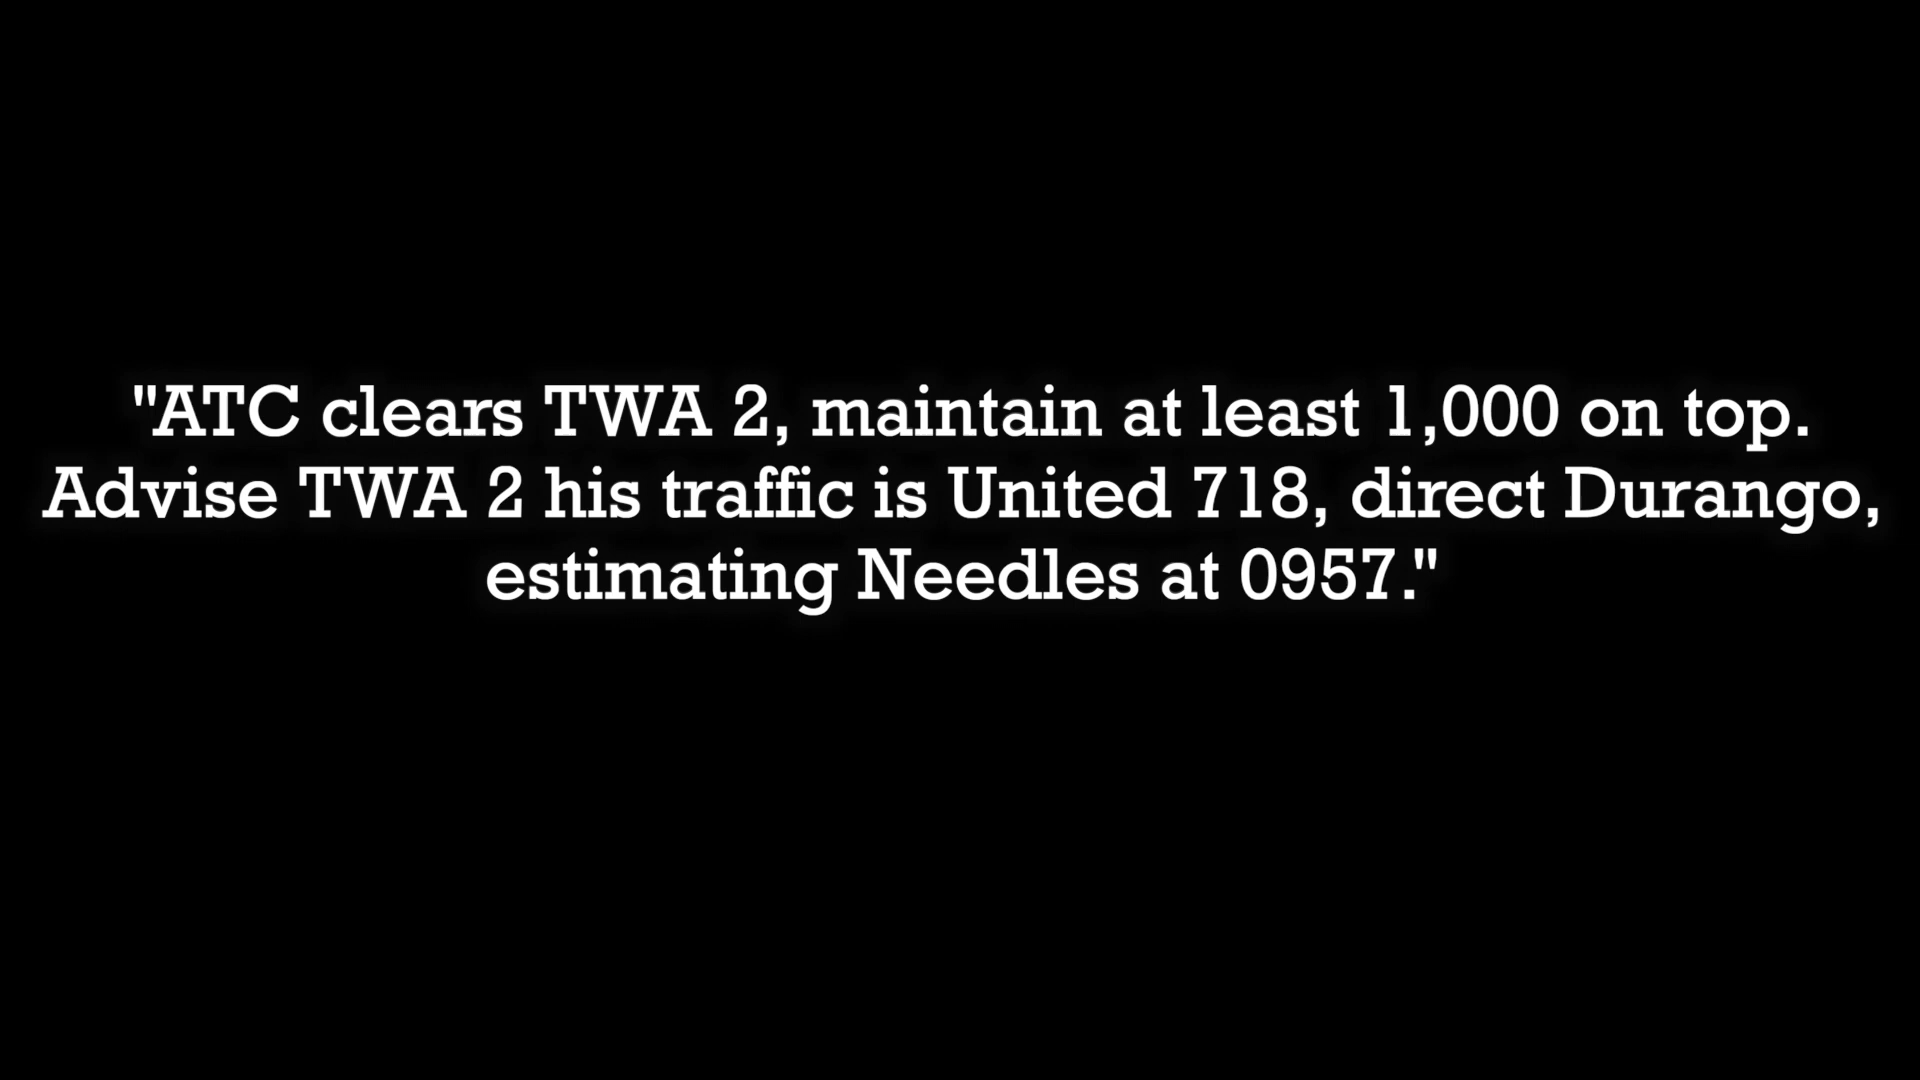 "ATC clears TWA 2, maintain at least 1,000 on top.
Advise TWA 2 his traffic is United 718, direct Durango,
estimating Needles at 0957."